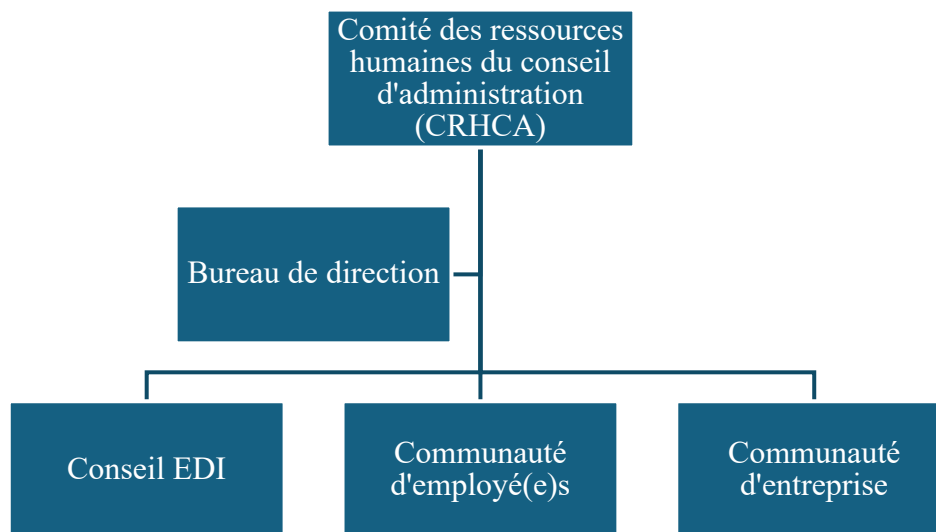 Comité des ressources
humaines du conseil
d'administration
(CRHCA)
Bureau de direction
Conseil EDI
Communauté
d'employé(e)s
Communauté
d'entreprise